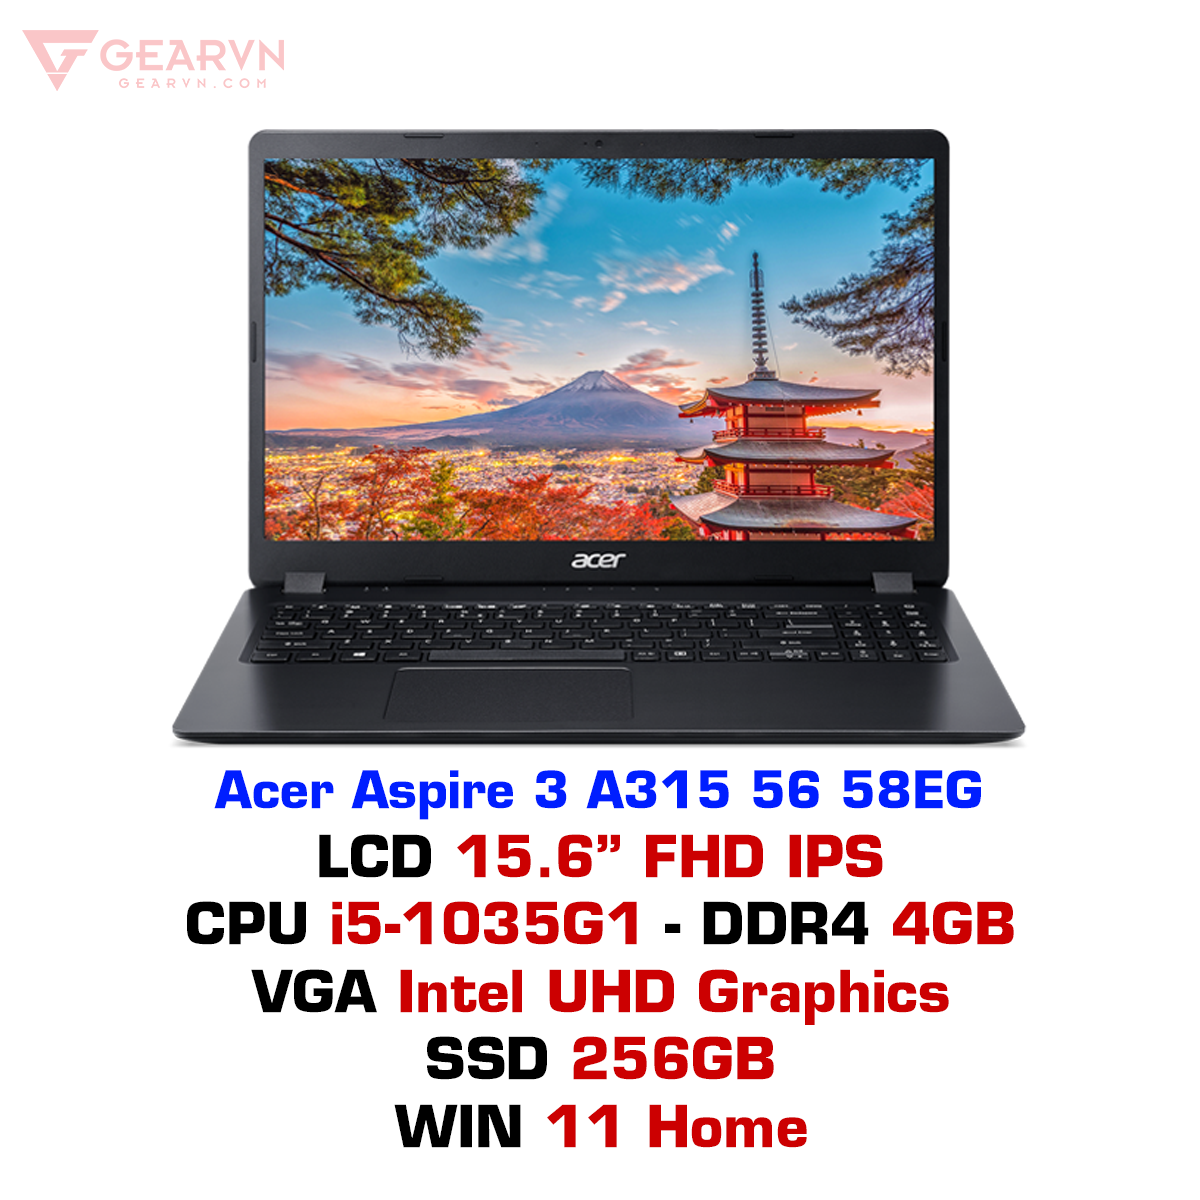 GEARVN
GEARVN.COM
acer
Acer Aspire 3 A315 56 58EG
LCD 15.6” FHD IPS
CPU i5-1035G1 - DDR4 4GB
VGA Intel UHD Graphics
SSD 256GB
WIN 11 Home